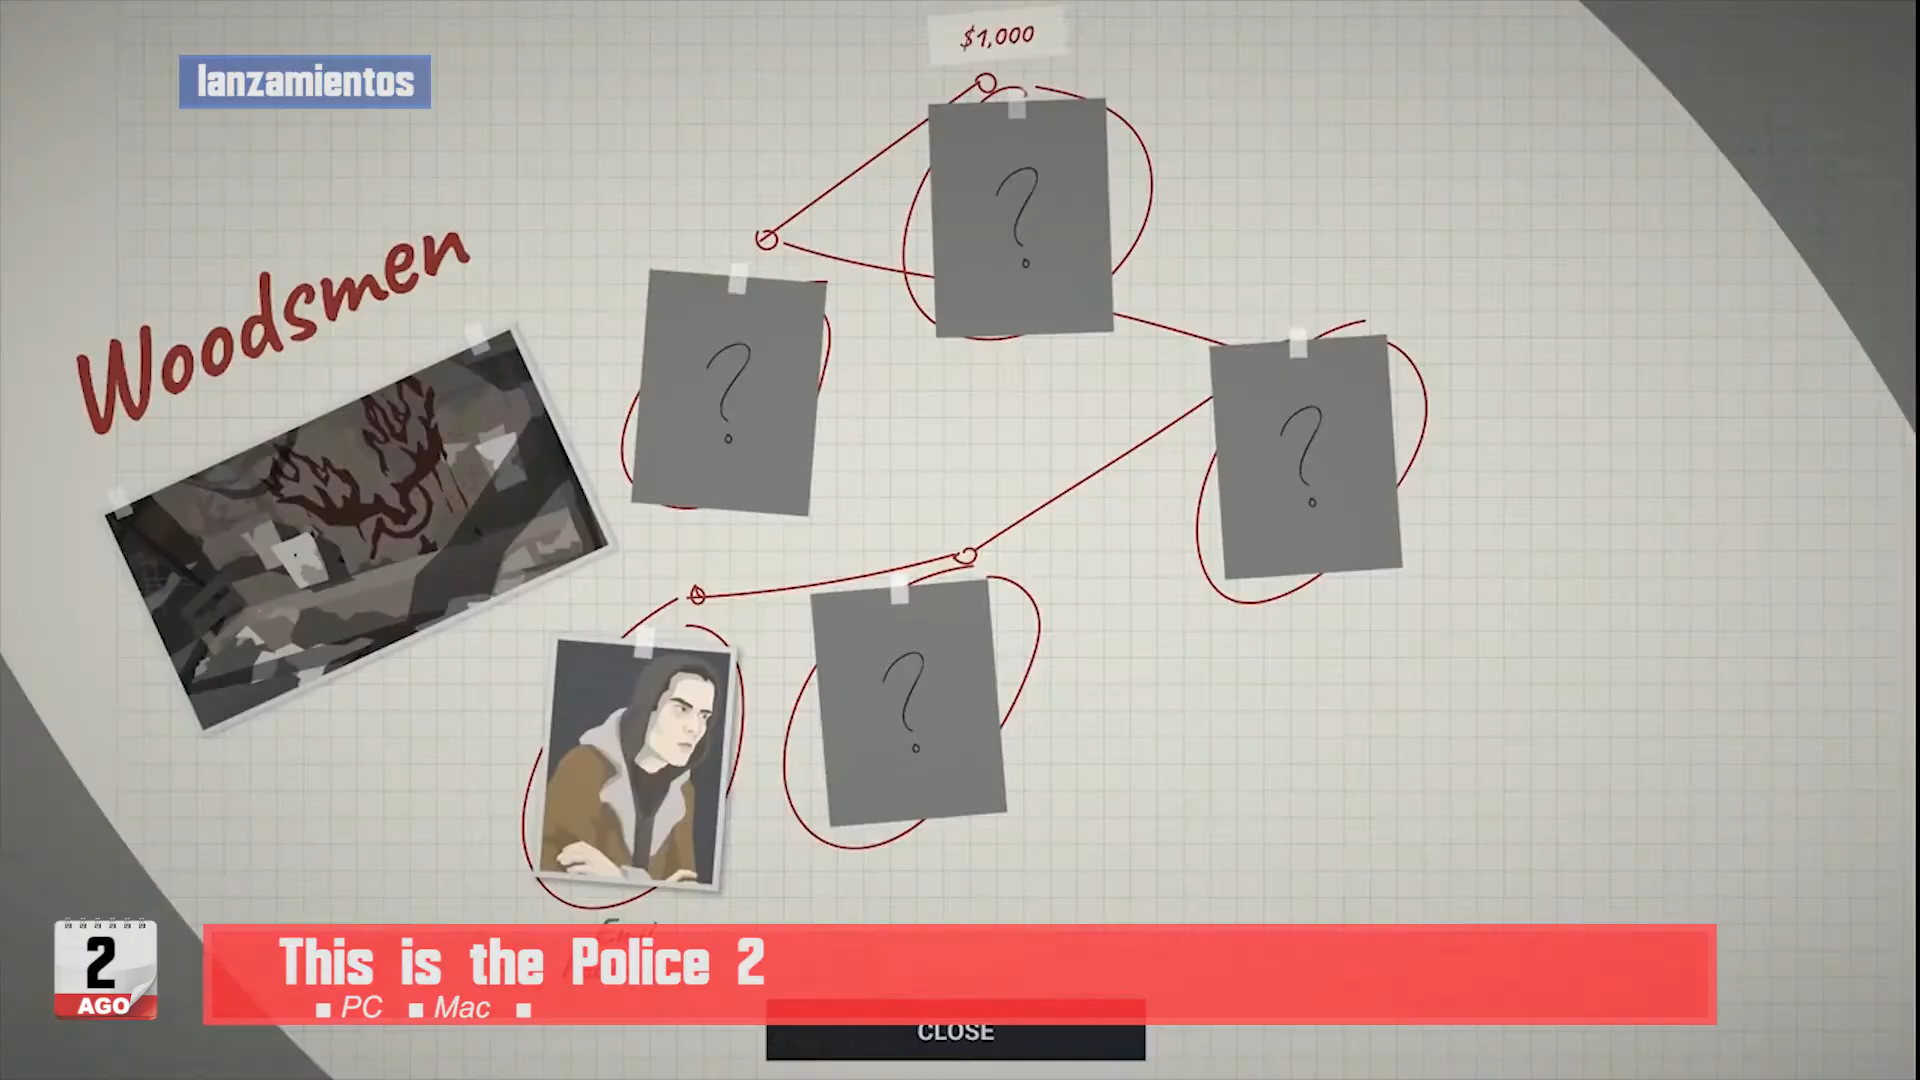 $1,000
lanzamientos
Woodsmen
?
?
?
?
2
AGO
This is the Police 2
PC Mac
CLOSE